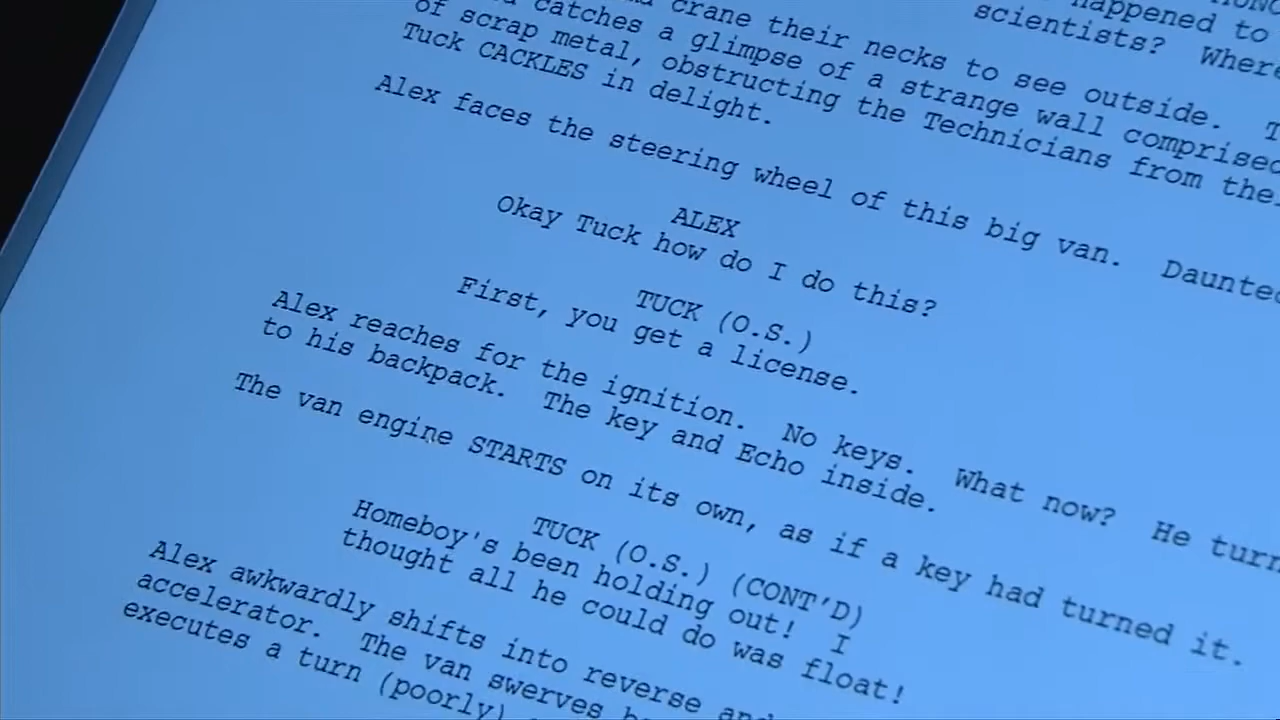 happened to
scientists? Where
crane their necks to see outside.
catches a glimpse of a strange wall comprised
of scrap metal, obstructing the Technicians from the
Tuck CACKLES in delight.
Alex faces the steering wheel of this big van. Daunted
ALEX
Okay Tuck how do I do this?
TUCK (O.S.)
First, you get a license.
Alex reaches for the ignition. No keys. What now? He turn
to his backpack. The key and Echo inside.
The van engine STARTS on its own, as if a key had turned it.
TUCK (O.S.) (CONT'D)
Homeboy's been holding out! I
thought all he could do was float!
Alex awkwardly shifts into reverse and
accelerator. The van swerves
executes a turn (poorly)